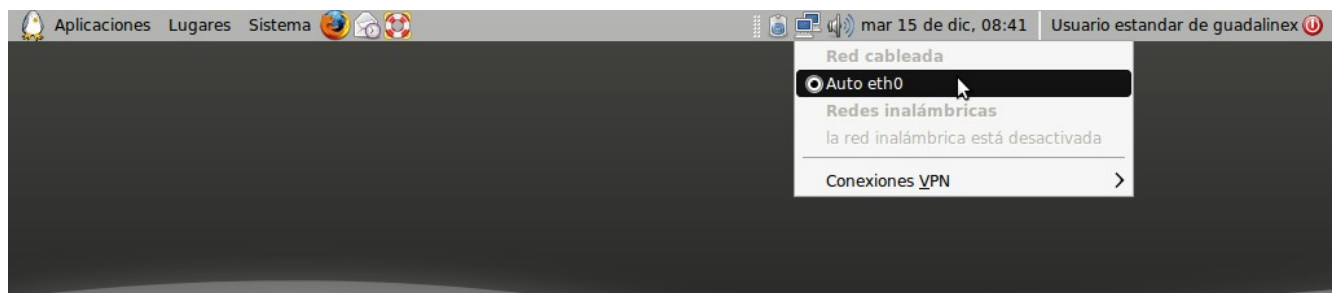 Aplicaciones Lugares Sistema mar 15 de dic, 08:41 Usuario estandar de guadalinex
Red cableada
Auto eth0
Redes inalámbricas
la red inalámbrica está desactivada
Conexiones VPN